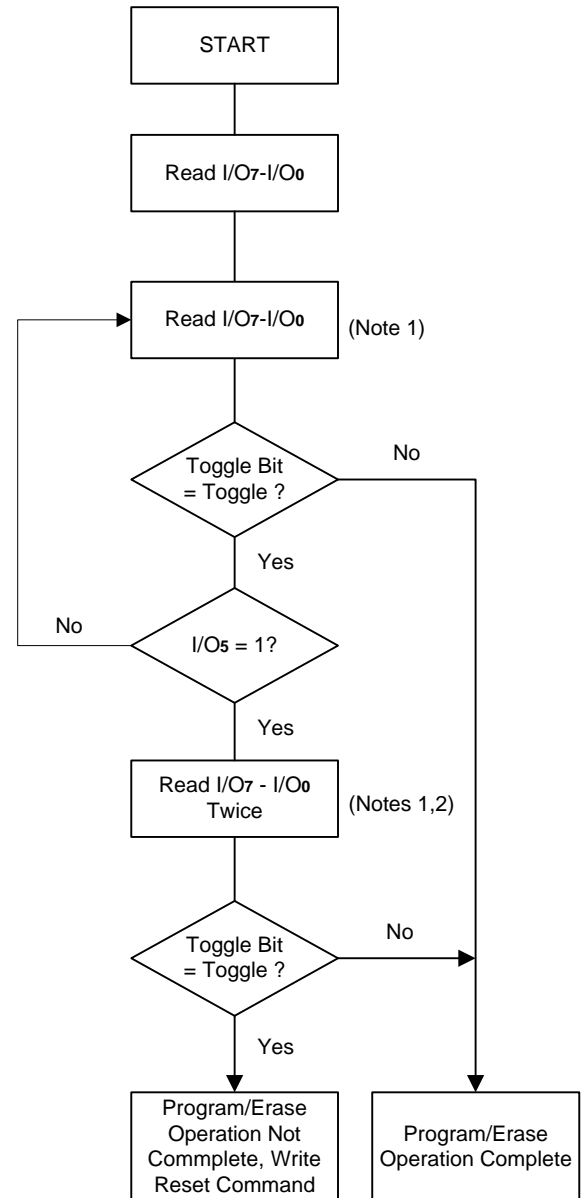 START
Read I/O7-I/O0
Read I/O7-I/O0
(Note 1)
Toggle Bit
= Toggle ?
No
Yes
No
I/O5 = 1?
Yes
Read I/O7 - I/O0
Twice
(Notes 1,2)
Toggle Bit
= Toggle ?
No
Yes
Program/Erase
Operation Not
Commplete, Write
Reset Command
Program/Erase
Operation Complete